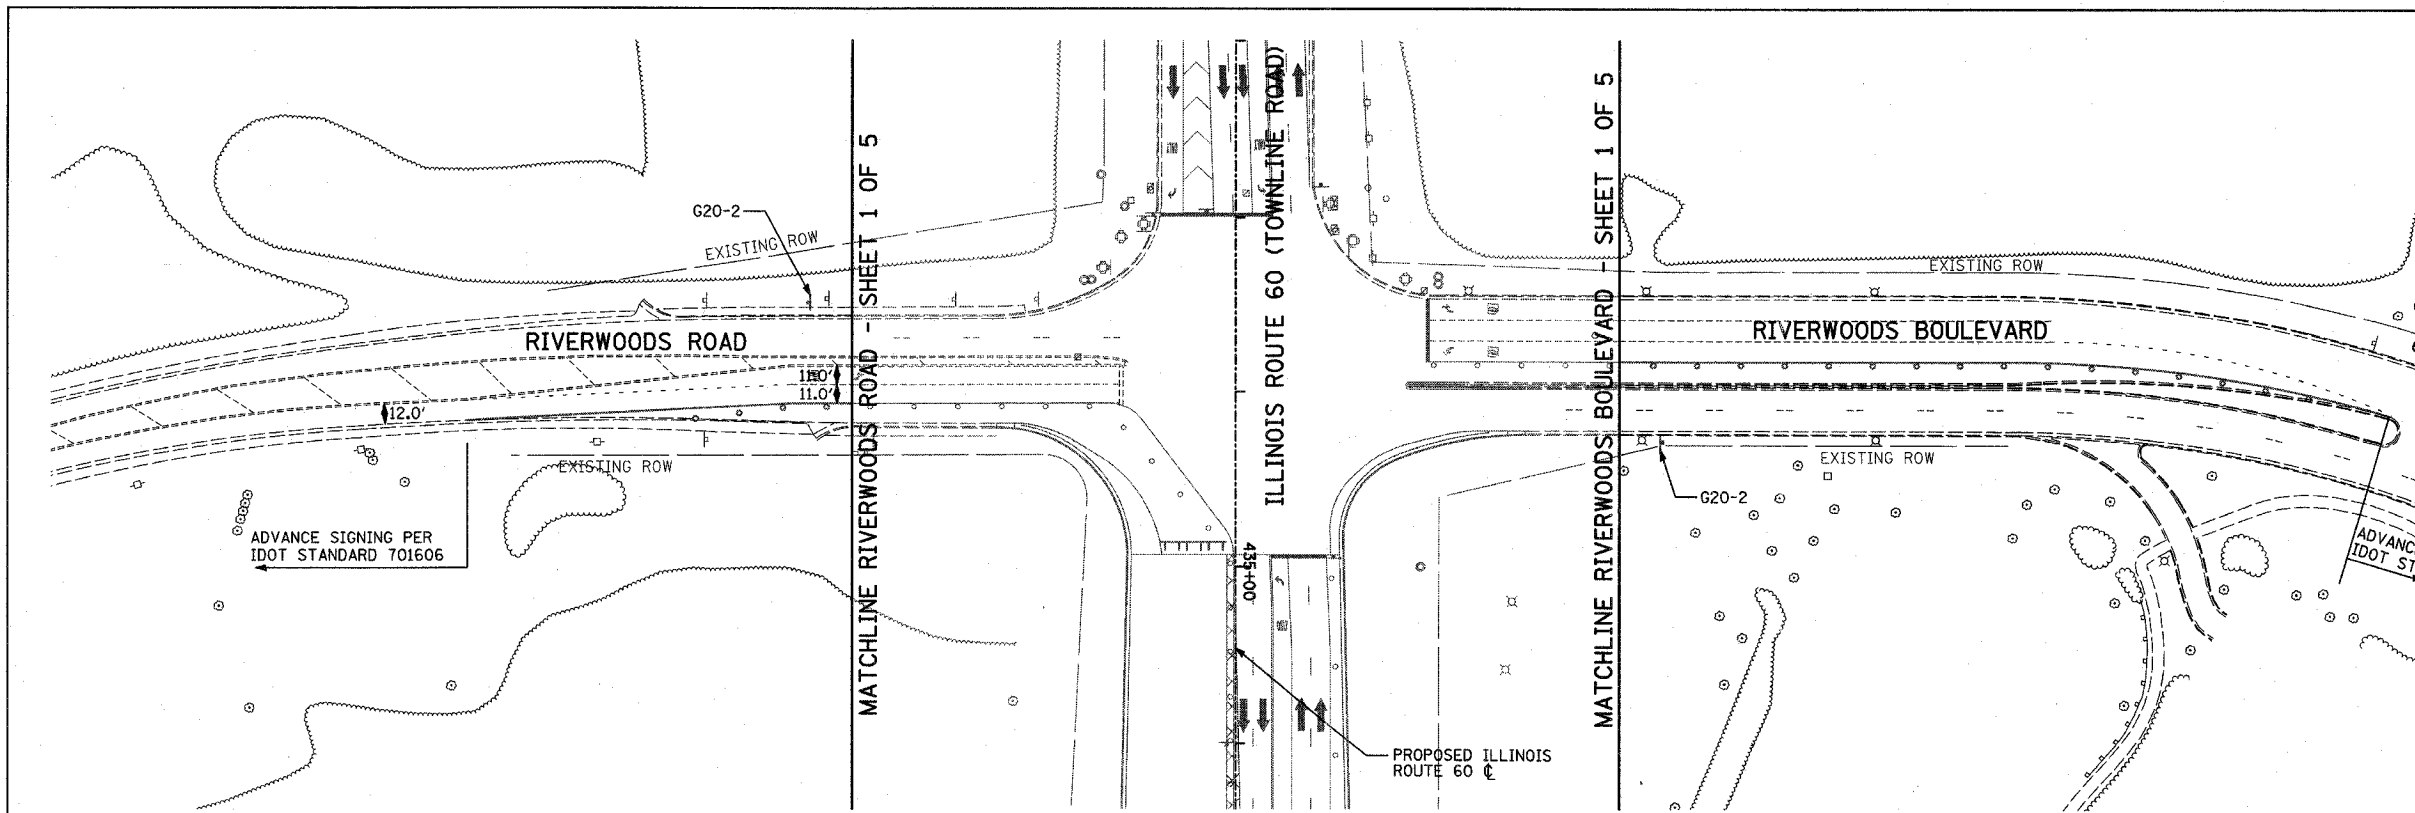 MATCHLINE RIVERWOODS ROAD - SHEET 1 OF 5
ILLINOIS ROUTE 60 (TOWNLINE ROAD)
MATCHLINE RIVERWOODS BOULEVARD - SHEET 1 OF 5
G20-2
EXISTING ROW
EXISTING ROW
RIVERWOODS ROAD
RIVERWOODS BOULEVARD
11.0'
11.0'
12.0'
EXISTING ROW
EXISTING ROW
G20-2
ADVANCE SIGNING PER
IDOT STANDARD 701606
435+00
ADVANC
IDOT ST
PROPOSED ILLINOIS
ROUTE 60 ℄